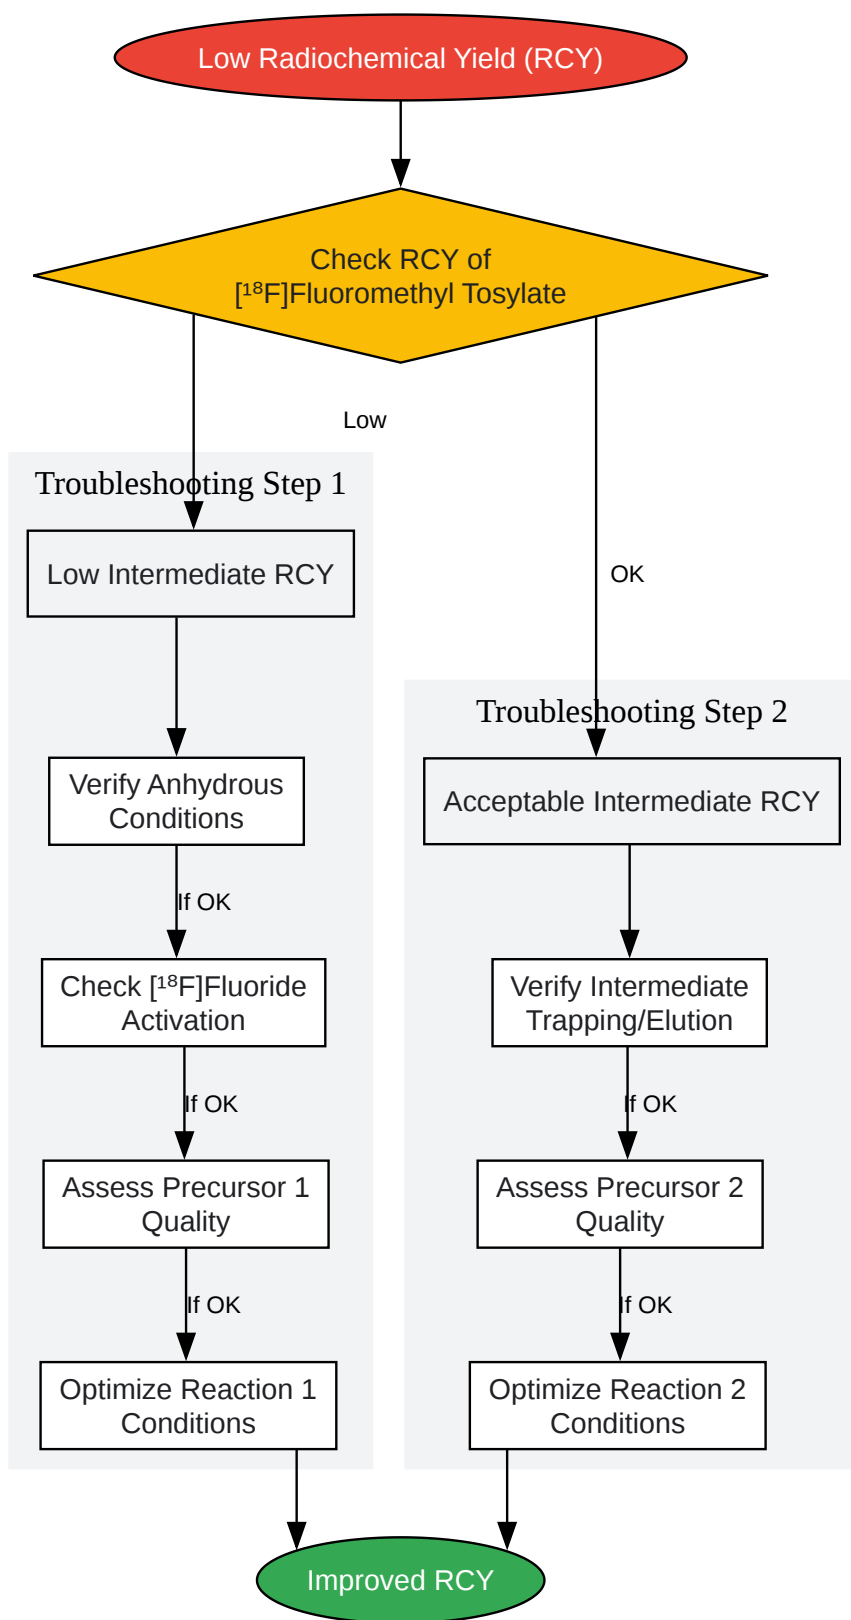 Low Radiochemical Yield (RCY)
Check RCY of
[¹⁸F]Fluoromethyl Tosylate
Low
Troubleshooting Step 1
Low Intermediate RCY
Verify Anhydrous
Conditions
If OK
Check [¹⁸F]Fluoride
Activation
If OK
Assess Precursor 1
Quality
If OK
Optimize Reaction 1
Conditions
OK
Troubleshooting Step 2
Acceptable Intermediate RCY
Verify Intermediate
Trapping/Elution
If OK
Assess Precursor 2
Quality
If OK
Optimize Reaction 2
Conditions
Improved RCY